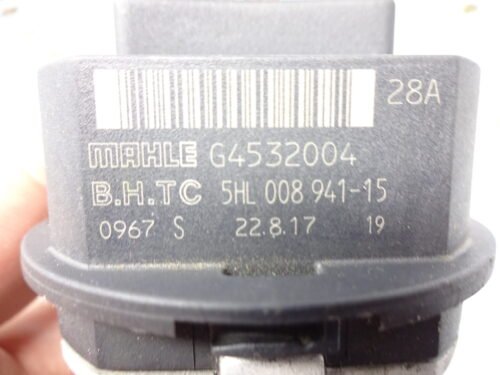 28A
MAHLE G4532004
B.H.TC 5HL 008 941-15
0967 S 22.8.17 19